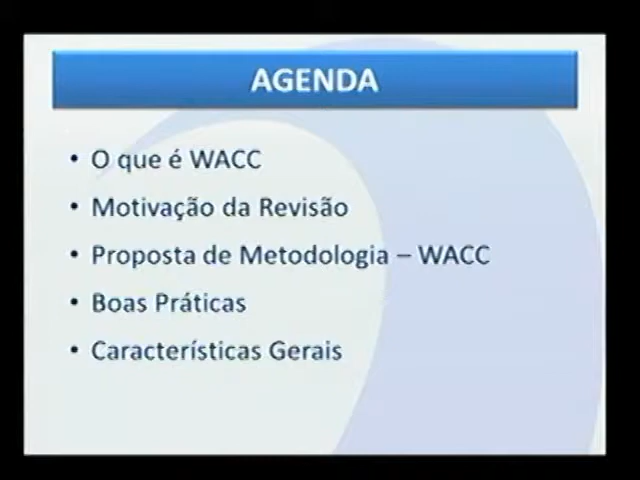 AGENDA
• O que é WACC
• Motivação da Revisão
• Proposta de Metodologia – WACC
• Boas Práticas
• Características Gerais